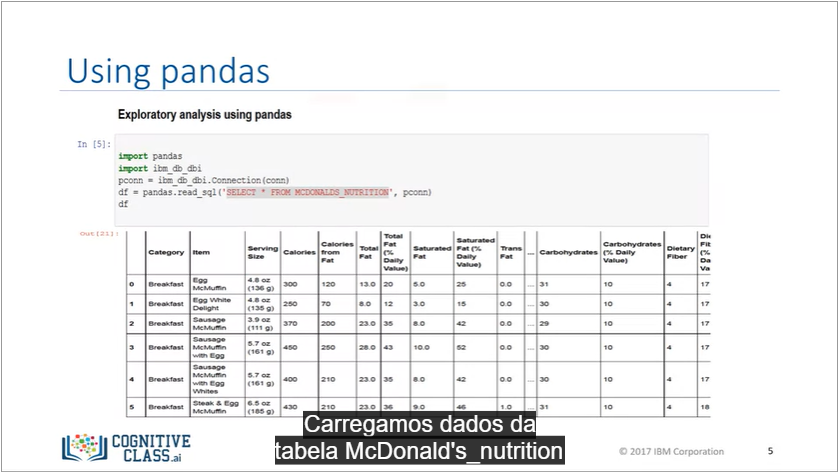 Using pandas
Exploratory analysis using pandas
In [5]:
import pandas
import ibm_db_dbi
pconn = ibm_db_dbi.Connection(conn)
df = pandas.read_sql('SELECT * FROM MCDONALDS_NUTRITION', pconn)
df
Out[21]:
Category Item Serving Size Calories Calories from Fat Total Fat Total Fat (% Daily Value) Saturated Fat Saturated Fat (% Daily Value) Trans Fat ... Carbohydrates Carbohydrates (% Daily Value) Dietary Fiber
0 Breakfast Egg McMuffin 4.8 oz (136 g) 300 120 13.0 20 5.0 25 0.0 ... 31 10 4 17
1 Breakfast Egg White Delight 4.8 oz (135 g) 250 70 8.0 12 3.0 15 0.0 ... 30 10 4 17
2 Breakfast Sausage McMuffin 3.9 oz (111 g) 370 200 23.0 35 8.0 42 0.0 ... 29 10 4 17
3 Breakfast Sausage McMuffin with Egg 5.7 oz (161 g) 450 250 28.0 43 10.0 52 0.0 ... 30 10 4 17
4 Breakfast Sausage McMuffin with Egg Whites 5.7 oz (161 g) 400 210 23.0 35 8.0 42 0.0 ... 30 10 4 17
5 Breakfast Steak & Egg McMuffin 6.5 oz (185 g) 430 210 23.0 36 9.0 46 1.0 ... 31 10 4 18
Carregamos dados da
tabela McDonald's_nutrition
COGNITIVE
CLASS.ai
© 2017 IBM Corporation
5